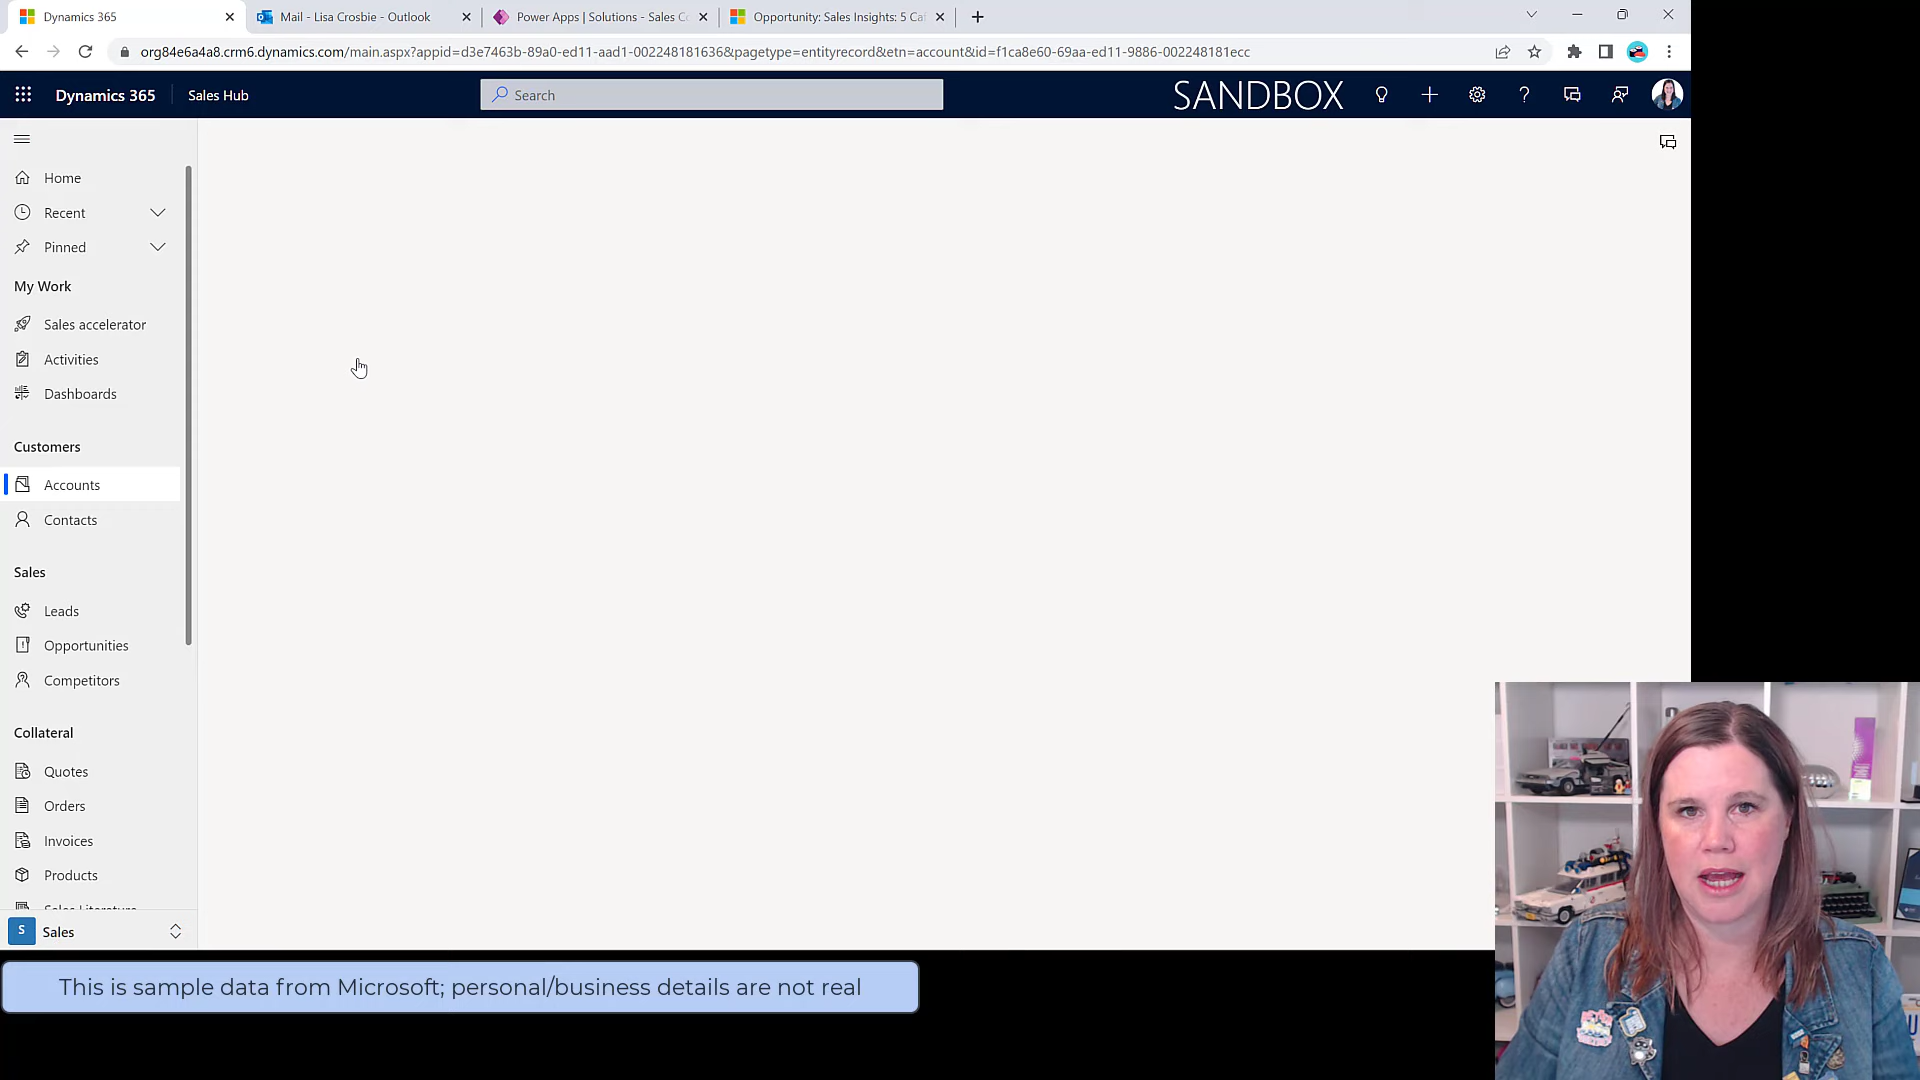 Dynamics 365
Mail - Lisa Crosbie - Outlook
Power Apps | Solutions - Sales Co
Opportunity: Sales Insights: 5 Caf
org84e6a4a8.crm6.dynamics.com/main.aspx?appid=d3e7463b-89a0-ed11-aad1-002248181636&pagetype=entityrecord&etn=account&id=f1ca8e60-69aa-ed11-9886-002248181ecc
Dynamics 365
Sales Hub
Search
SANDBOX
Home
Recent
Pinned
My Work
Sales accelerator
Activities
Dashboards
Customers
Accounts
Contacts
Sales
Leads
Opportunities
Competitors
Collateral
Quotes
Orders
Invoices
Products
Sales Literature
S Sales
This is sample data from Microsoft; personal/business details are not real